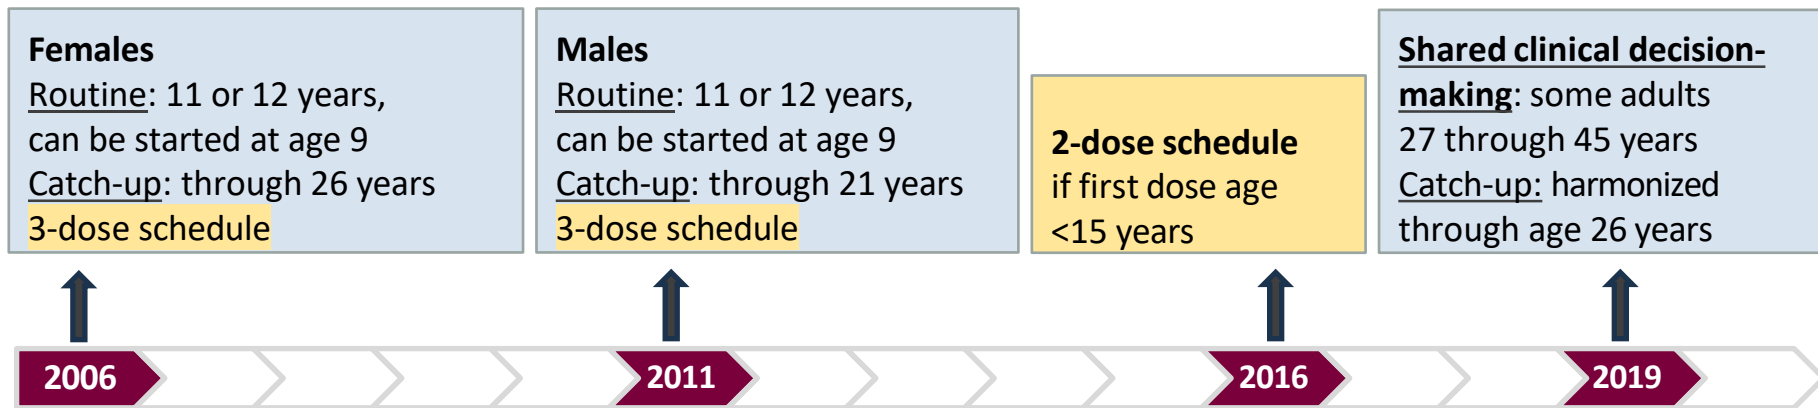 Females
Routine: 11 or 12 years,
can be started at age 9
Catch-up: through 26 years
3-dose schedule
Males
Routine: 11 or 12 years,
can be started at age 9
Catch-up: through 21 years
3-dose schedule
2-dose schedule
if first dose age
<15 years
Shared clinical decision-
making: some adults
27 through 45 years
Catch-up: harmonized
through age 26 years
2006
2011
2016
2019